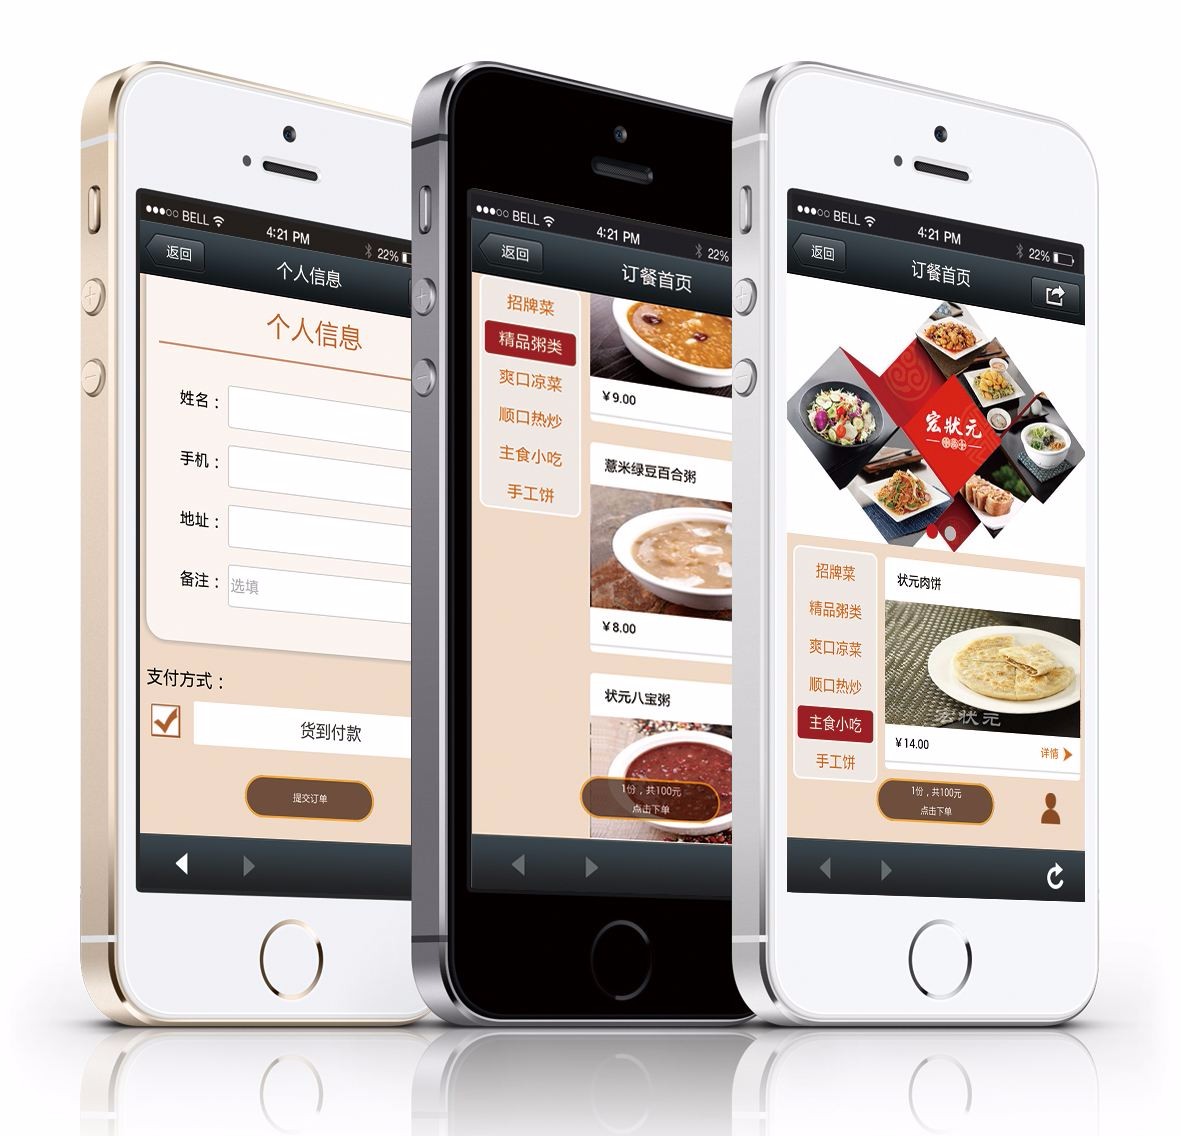 BELL
4:21 PM
22%
返回
个人信息
个人信息
姓名：
手机：
地址：
备注：
选填
支付方式：
货到付款
提交订单
BELL
4:21 PM
22%
返回
订餐首页
招牌菜
精品粥类
爽口凉菜
顺口热炒
主食小吃
手工饼
¥9.00
薏米绿豆百合粥
¥8.00
状元八宝粥
1份，共100元
点击下单
BELL
4:21 PM
22%
返回
订餐首页
宏狀元
招牌菜
精品粥类
爽口凉菜
顺口热炒
主食小吃
手工饼
状元肉饼
宏状元
¥14.00
详情
1份，共100元
点击下单